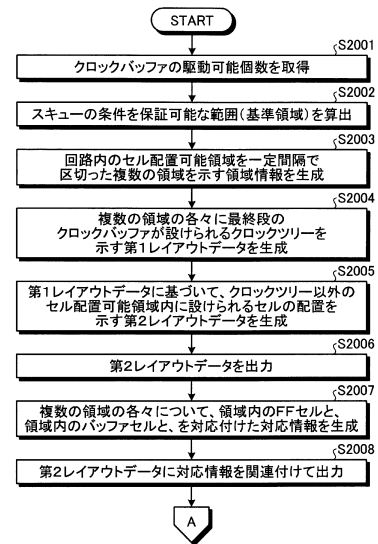 START
S2001
クロックバッファの駆動可能個数を取得
S2002
スキューの条件を保証可能な範囲(基準領域)を算出
S2003
回路内のセル配置可能領域を一定間隔で
区切った複数の領域を示す領域情報を生成
S2004
複数の領域の各々に最終段の
クロックバッファが設けられるクロックツリーを
示す第1レイアウトデータを生成
S2005
第1レイアウトデータに基づいて、クロックツリー以外の
セル配置可能領域内に設けられるセルの配置を
示す第2レイアウトデータを生成
S2006
第2レイアウトデータを出力
S2007
複数の領域の各々について、領域内のFFセルと、
領域内のバッファセルと、を対応付けた対応情報を生成
S2008
第2レイアウトデータに対応情報を関連付けて出力
A